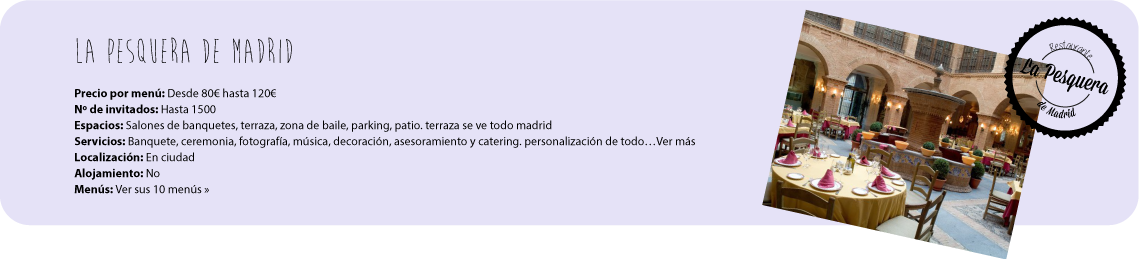 LA PESQUERA DE MADRID
Precio por menú: Desde 80€ hasta 120€
Nº de invitados: Hasta 1500
Espacios: Salones de banquetes, terraza, zona de baile, parking, patio. terraza se ve todo madrid
Servicios: Banquete, ceremonia, fotografía, música, decoración, asesoramiento y catering. personalización de todo…Ver más
Localización: En ciudad
Alojamiento: No
Menús: Ver sus 10 menús »
Restaurante
La Pesquera
de Madrid